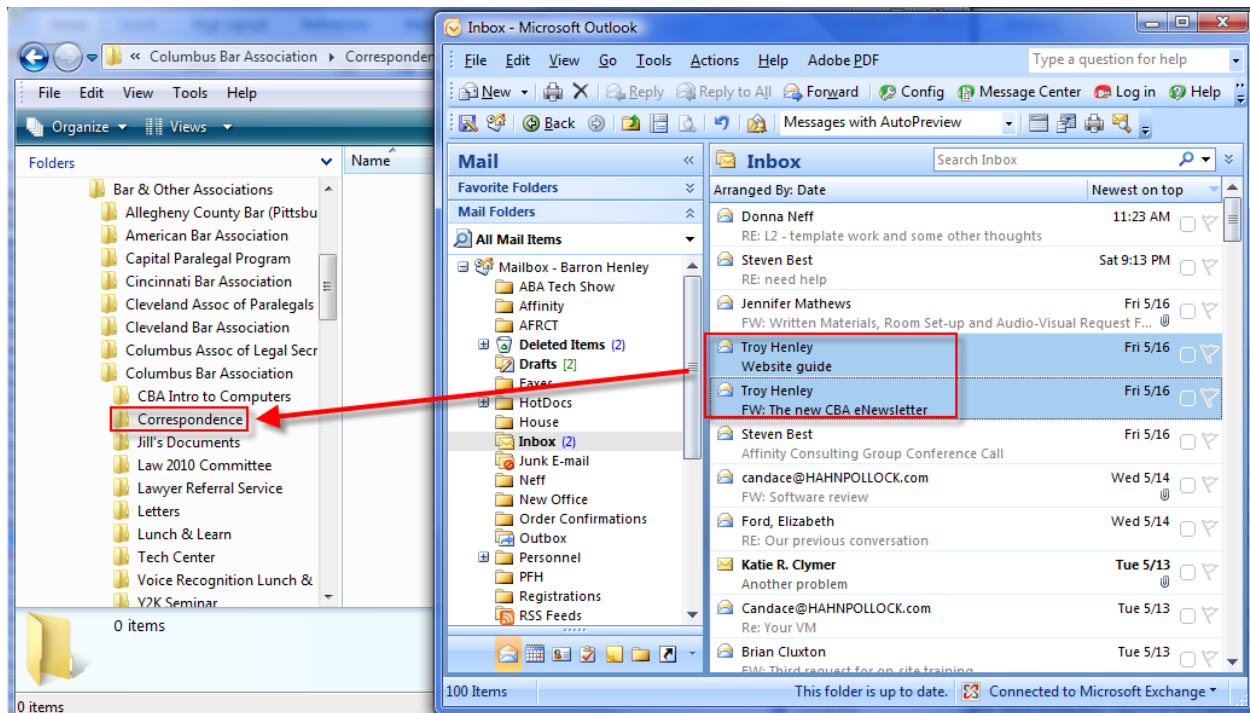 Columbus Bar Association
Corresponden
File Edit View Tools Help
Organize Views
Folders
Name
Bar & Other Associations
Allegheny County Bar (Pittsbu
American Bar Association
Capital Paralegal Program
Cincinnati Bar Association
Cleveland Assoc of Paralegals
Cleveland Bar Association
Columbus Assoc of Legal Secr
Columbus Bar Association
CBA Intro to Computers
Correspondence
Jill's Documents
Law 2010 Committee
Lawyer Referral Service
Letters
Lunch & Learn
Tech Center
Voice Recognition Lunch &
Y2K Seminar
0 items
0 items
Inbox - Microsoft Outlook
File Edit View Go Tools Actions Help Adobe PDF Type a question for help
New Reply Reply to All Forward Config Message Center Log in Help
Back Messages with AutoPreview
Mail
Favorite Folders
Mail Folders
All Mail Items
Mailbox - Barron Henley
ABA Tech Show
Affinity
AFRCT
Deleted Items (2)
Drafts [2]
Faxes
HotDocs
House
Inbox (2)
Junk E-mail
Neff
New Office
Order Confirmations
Outbox
Personnel
PFH
Registrations
RSS Feeds
Inbox Search Inbox
Arranged By: Date Newest on top
Donna Neff 11:23 AM
RE: L2 - template work and some other thoughts
Steven Best Sat 9:13 PM
RE: need help
Jennifer Mathews Fri 5/16
FW: Written Materials, Room Set-up and Audio-Visual Request F...
Troy Henley Fri 5/16
Website guide
Troy Henley Fri 5/16
FW: The new CBA eNewsletter
Steven Best Fri 5/16
Affinity Consulting Group Conference Call
candace@HAHNPOLLOCK.com Wed 5/14
FW: Software review
Ford, Elizabeth Wed 5/14
RE: Our previous conversation
Katie R. Clymer Tue 5/13
Another problem
Candace@HAHNPOLLOCK.com Tue 5/13
Re: Your VM
Brian Cluxton Tue 5/13
FW: Third request for on-site training
100 Items This folder is up to date. Connected to Microsoft Exchange